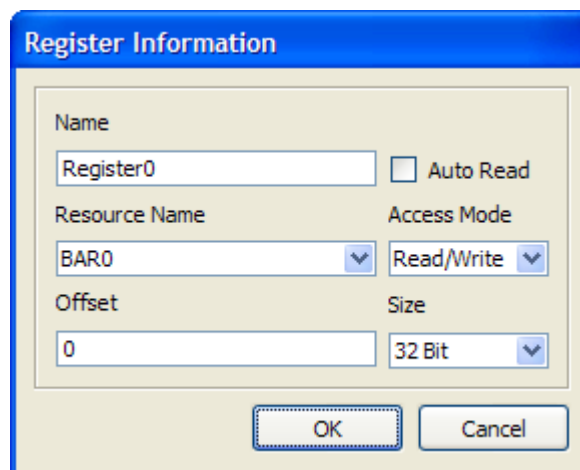 Register Information
Name
Register0
Auto Read
Resource Name
Access Mode
BAR0
Read/Write
Offset
Size
0
32 Bit
OK
Cancel